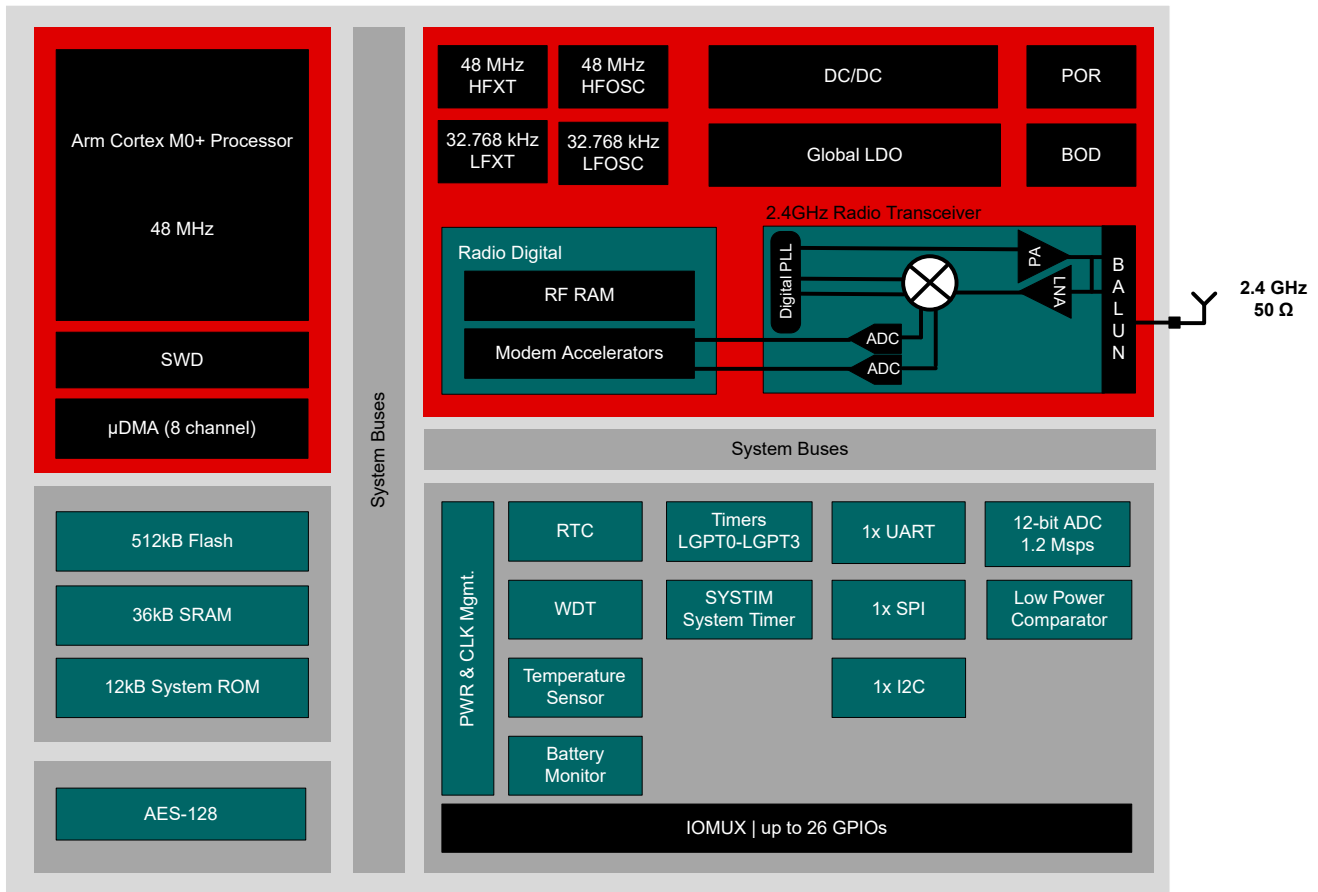 Arm Cortex M0+ Processor
48 MHz
SWD
µDMA (8 channel)
512kB Flash
36kB SRAM
12kB System ROM
AES-128
System Buses
48 MHz
HFXT
48 MHz
HFOSC
DC/DC
POR
32.768 kHz
LFXT
32.768 kHz
LFOSC
Global LDO
BOD
Radio Digital
RF RAM
Modem Accelerators
2.4GHz Radio Transceiver
Digital PLL
PA
LNA
ADC
ADC
BALUN
2.4 GHz
50 Ω
System Buses
PWR & CLK Mgmt.
RTC
WDT
Temperature
Sensor
Battery
Monitor
Timers
LGPT0-LGPT3
SYSTIM
System Timer
1x UART
1x SPI
1x I2C
12-bit ADC
1.2 Msps
Low Power
Comparator
IOMUX | up to 26 GPIOs